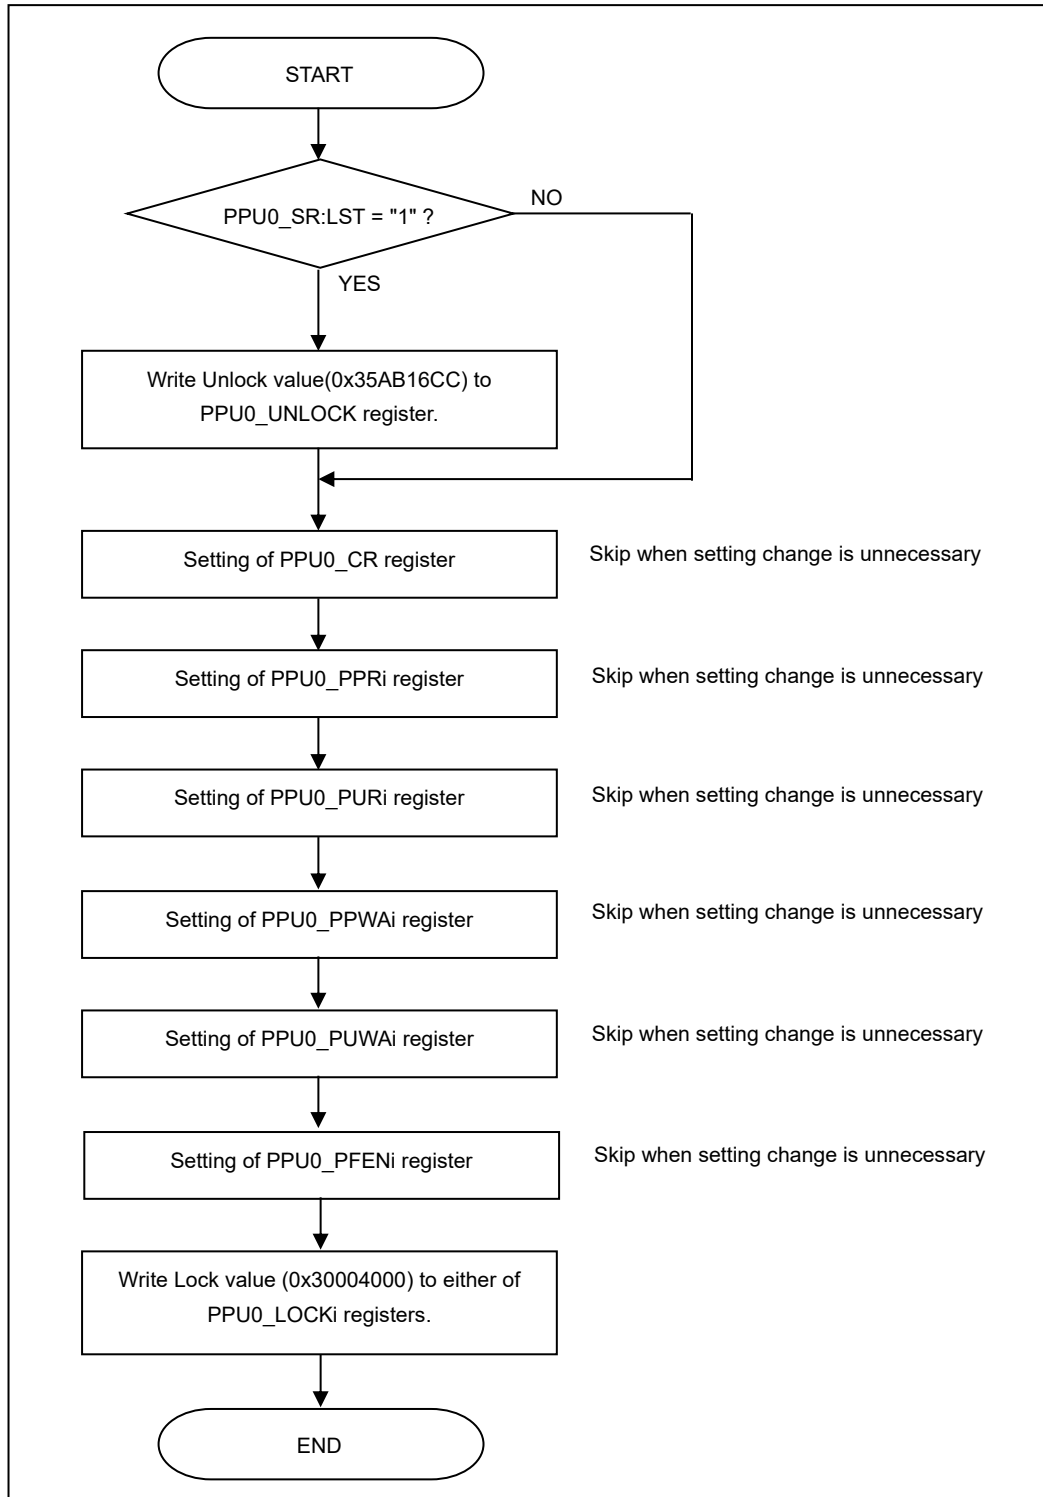 START
PPU0_SR:LST = "1" ?
NO
YES
Write Unlock value(0x35AB16CC) to
PPU0_UNLOCK register.
Setting of PPU0_CR register
Skip when setting change is unnecessary
Setting of PPU0_PPRi register
Skip when setting change is unnecessary
Setting of PPU0_PURi register
Skip when setting change is unnecessary
Setting of PPU0_PPWAi register
Skip when setting change is unnecessary
Setting of PPU0_PUWAi register
Skip when setting change is unnecessary
Setting of PPU0_PFENi register
Skip when setting change is unnecessary
Write Lock value (0x30004000) to either of
PPU0_LOCKi registers.
END